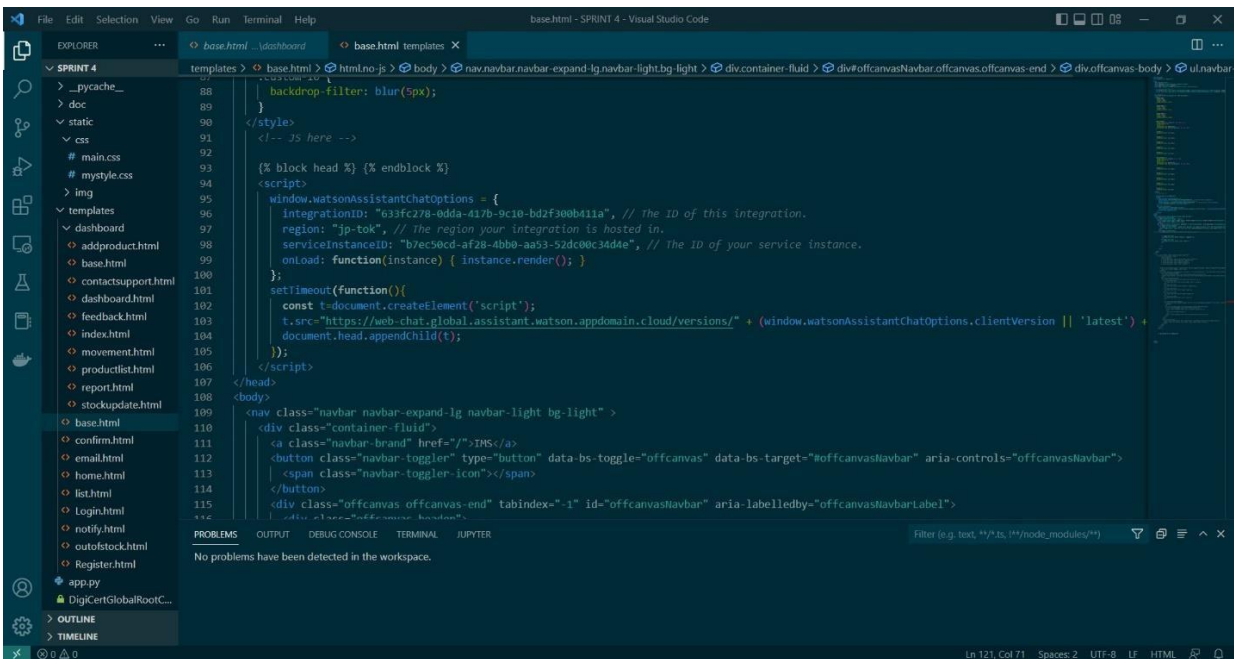 File Edit Selection View Go Run Terminal Help
base.html - SPRINT 4 - Visual Studio Code
EXPLORER
base.html ...\dashboard
base.html templates
SPRINT 4
templates > base.html > html.no-js > body > nav.navbar.navbar-expand-lg.navbar-light.bg-light > div.container-fluid > div#offcanvasNavbar.offcanvas.offcanvas-end > div.offcanvas-body > ul.navbar-
> __pycache__
> doc
static
css
# main.css
# mystyle.css
> img
templates
dashboard
addproduct.html
base.html
contactsupport.html
dashboard.html
feedback.html
index.html
movement.html
productlist.html
report.html
stockupdate.html
base.html
confirm.html
email.html
home.html
list.html
Login.html
notify.html
outofstock.html
Register.html
app.py
DigiCertGlobalRootC...
> OUTLINE
> TIMELINE
88 backdrop-filter: blur(5px);
89 }
90 </style>
91 <!-- JS here -->
92
93 {% block head %} {% endblock %}
94 <script>
95 window.watsonAssistantChatOptions = {
96 integrationID: "633fc278-0dda-417b-9c10-bd2f300b411a", // The ID of this integration.
97 region: "jp-tok", // The region your integration is hosted in.
98 serviceInstanceID: "b7ec50cd-af28-4bb0-aa53-52dc00c34d4e", // The ID of your service instance.
99 onLoad: function(instance) { instance.render(); }
100 };
101 setTimeout(function(){
102 const t=document.createElement('script');
103 t.src="https://web-chat.global.assistant.watson.appdomain.cloud/versions/" + (window.watsonAssistantChatOptions.clientVersion || 'latest') +
104 document.head.appendChild(t);
105 });
106 </script>
107 </head>
108 <body>
109 <nav class="navbar navbar-expand-lg navbar-light bg-light" >
110 <div class="container-fluid">
111 <a class="navbar-brand" href="/">IMS</a>
112 <button class="navbar-toggler" type="button" data-bs-toggle="offcanvas" data-bs-target="#offcanvasNavbar" aria-controls="offcanvasNavbar">
113 <span class="navbar-toggler-icon"></span>
114 </button>
115 <div class="offcanvas offcanvas-end" tabindex="-1" id="offcanvasNavbar" aria-labelledby="offcanvasNavbarLabel">
PROBLEMS OUTPUT DEBUG CONSOLE TERMINAL JUPYTER
Filter (e.g. text, **/*.ts, !**/node_modules/**)
No problems have been detected in the workspace.
0 0
Ln 121, Col 71 Spaces: 2 UTF-8 LF HTML